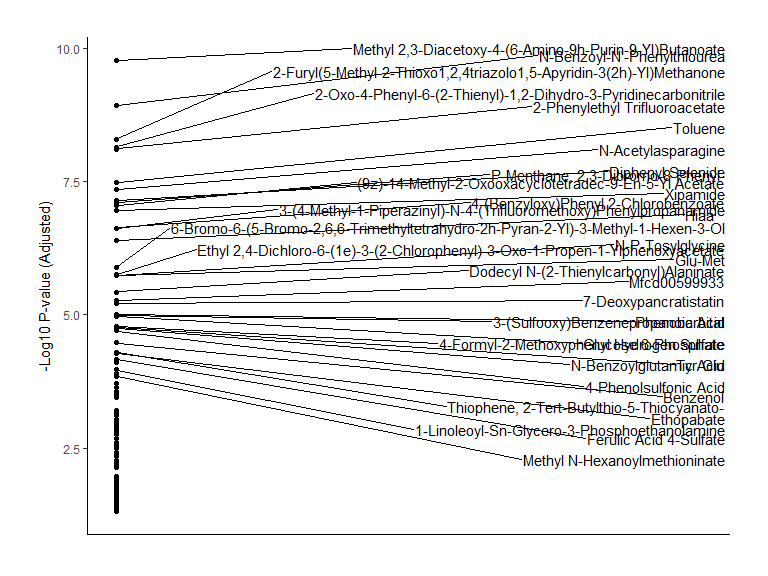 10.0
7.5
5.0
2.5
-Log10 P-value (Adjusted)
Methyl 2,3-Diacetoxy-4-(6-Amino-9h-Purin-9-Yl)Butanoate
N-Benzoyl-N'-Phenylthiourea
2-Furyl(5-Methyl-2-Thioxo1,2,4triazolo1,5-Apyridin-3(2h)-Yl)Methanone
2-Oxo-4-Phenyl-6-(2-Thienyl)-1,2-Dihydro-3-Pyridinecarbonitrile
2-Phenylethyl Trifluoroacetate
Toluene
N-Acetylasparagine
Diphenyl Selenide
P-Menthane, 2,3-Dibromo-8-Phenyl-
(9z)-14-Methyl-2-Oxooxacyclotetradec-9-En-5-Yl Acetate
Xipamide
4-(Benzyloxy)Phenyl 2-Chlorobenzoate
3-(4-Methyl-1-Piperazinyl)-N-4-(Trifluoromethoxy)Phenylpropanamide
Hiaa
6-Bromo-6-(5-Bromo-2,6,6-Trimethyltetrahydro-2h-Pyran-2-Yl)-3-Methyl-1-Hexen-3-Ol
N-P-Tosylglycine
Ethyl 2,4-Dichloro-6-(1e)-3-(2-Chlorophenyl)-3-Oxo-1-Propen-1-Ylphenoxyacetate
Glu-Met
Dodecyl N-(2-Thienylcarbonyl)Alaninate
Mfcd00599933
7-Deoxypancratistatin
3-(Sulfooxy)Benzenepropanoic Acid
Phenobarbital
4-Formyl-2-Methoxyphenyl Hydrogen Sulfate
Glucose 6-Phosphate
N-Benzoylglutamic Acid
Tyr-Glu
4-Phenolsulfonic Acid
Benzenol
Thiophene, 2-Tert-Butylthio-5-Thiocyanato-
Ethopabate
1-Linoleoyl-Sn-Glycero-3-Phosphoethanolamine
Ferulic Acid 4-Sulfate
Methyl N-Hexanoylmethioninate